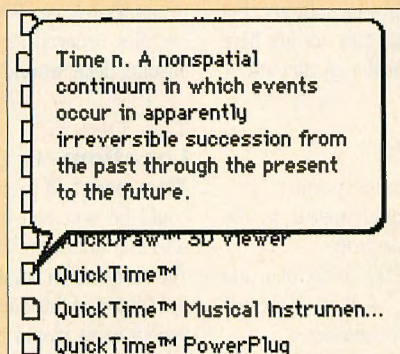 Time n. A nonspatial
continuum in which events
occur in apparently
irreversible succession from
the past through the present
to the future.
QuickDraw™ 3D Viewer
QuickTime™
QuickTime™ Musical Instrumen...
QuickTime™ PowerPlug